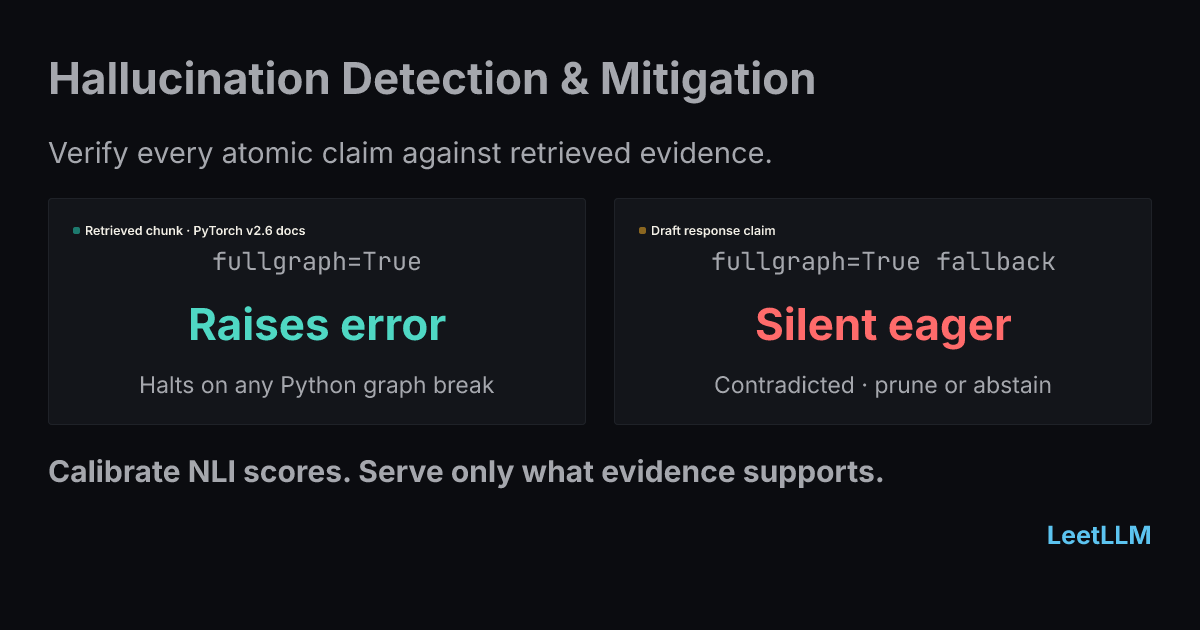 Hallucination Detection & Mitigation
Verify every atomic claim against retrieved evidence.
Retrieved chunk · PyTorch v2.6 docs
fullgraph=True
Raises error
Halts on any Python graph break
Draft response claim
fullgraph=True fallback
Silent eager
Contradicted · prune or abstain
Calibrate NLI scores. Serve only what evidence supports.
LeetLLM